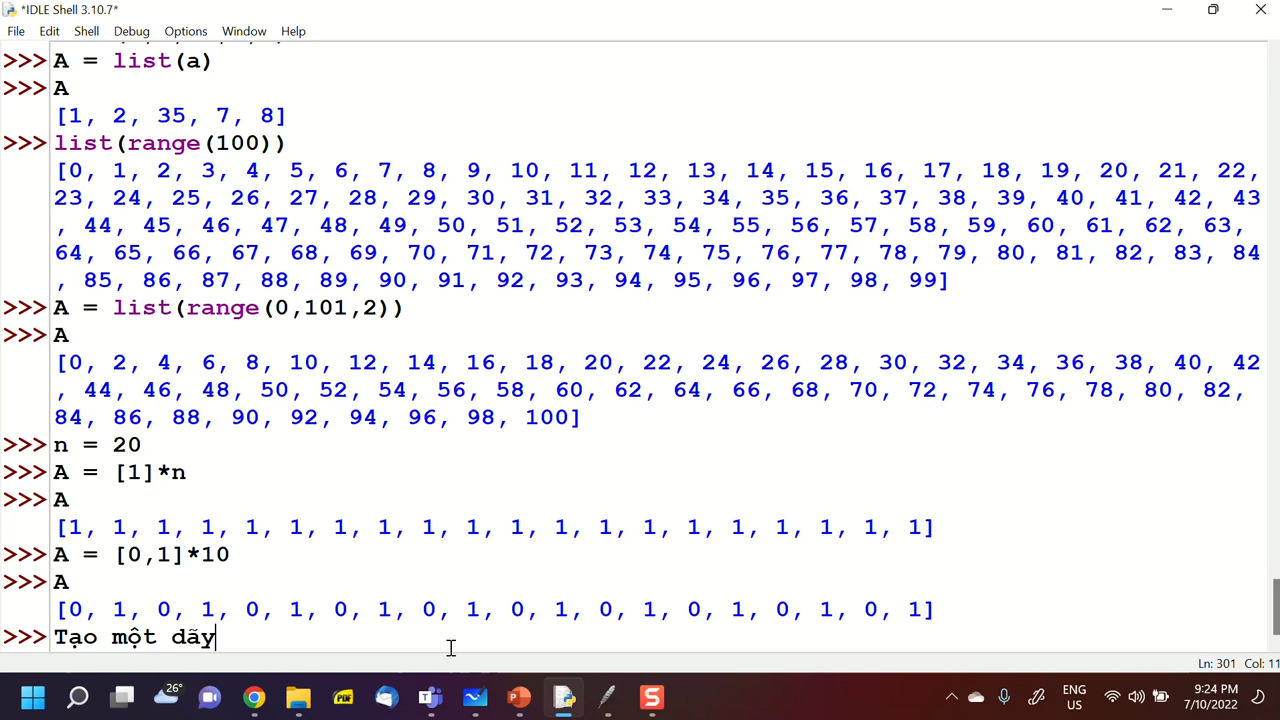 *IDLE Shell 3.10.7*
File Edit Shell Debug Options Window Help
>>> A = list(a)
>>> A
[1, 2, 35, 7, 8]
>>> list(range(100))
[0, 1, 2, 3, 4, 5, 6, 7, 8, 9, 10, 11, 12, 13, 14, 15, 16, 17, 18, 19, 20, 21, 22,
23, 24, 25, 26, 27, 28, 29, 30, 31, 32, 33, 34, 35, 36, 37, 38, 39, 40, 41, 42, 43
, 44, 45, 46, 47, 48, 49, 50, 51, 52, 53, 54, 55, 56, 57, 58, 59, 60, 61, 62, 63,
64, 65, 66, 67, 68, 69, 70, 71, 72, 73, 74, 75, 76, 77, 78, 79, 80, 81, 82, 83, 84
, 85, 86, 87, 88, 89, 90, 91, 92, 93, 94, 95, 96, 97, 98, 99]
>>> A = list(range(0,101,2))
>>> A
[0, 2, 4, 6, 8, 10, 12, 14, 16, 18, 20, 22, 24, 26, 28, 30, 32, 34, 36, 38, 40, 42
, 44, 46, 48, 50, 52, 54, 56, 58, 60, 62, 64, 66, 68, 70, 72, 74, 76, 78, 80, 82,
84, 86, 88, 90, 92, 94, 96, 98, 100]
>>> n = 20
>>> A = [1]*n
>>> A
[1, 1, 1, 1, 1, 1, 1, 1, 1, 1, 1, 1, 1, 1, 1, 1, 1, 1, 1, 1]
>>> A = [0,1]*10
>>> A
[0, 1, 0, 1, 0, 1, 0, 1, 0, 1, 0, 1, 0, 1, 0, 1, 0, 1, 0, 1]
>>> Tạo một dãy
Ln: 301 Col: 11
26°
PDF
ENG
US
9:24 PM
7/10/2022